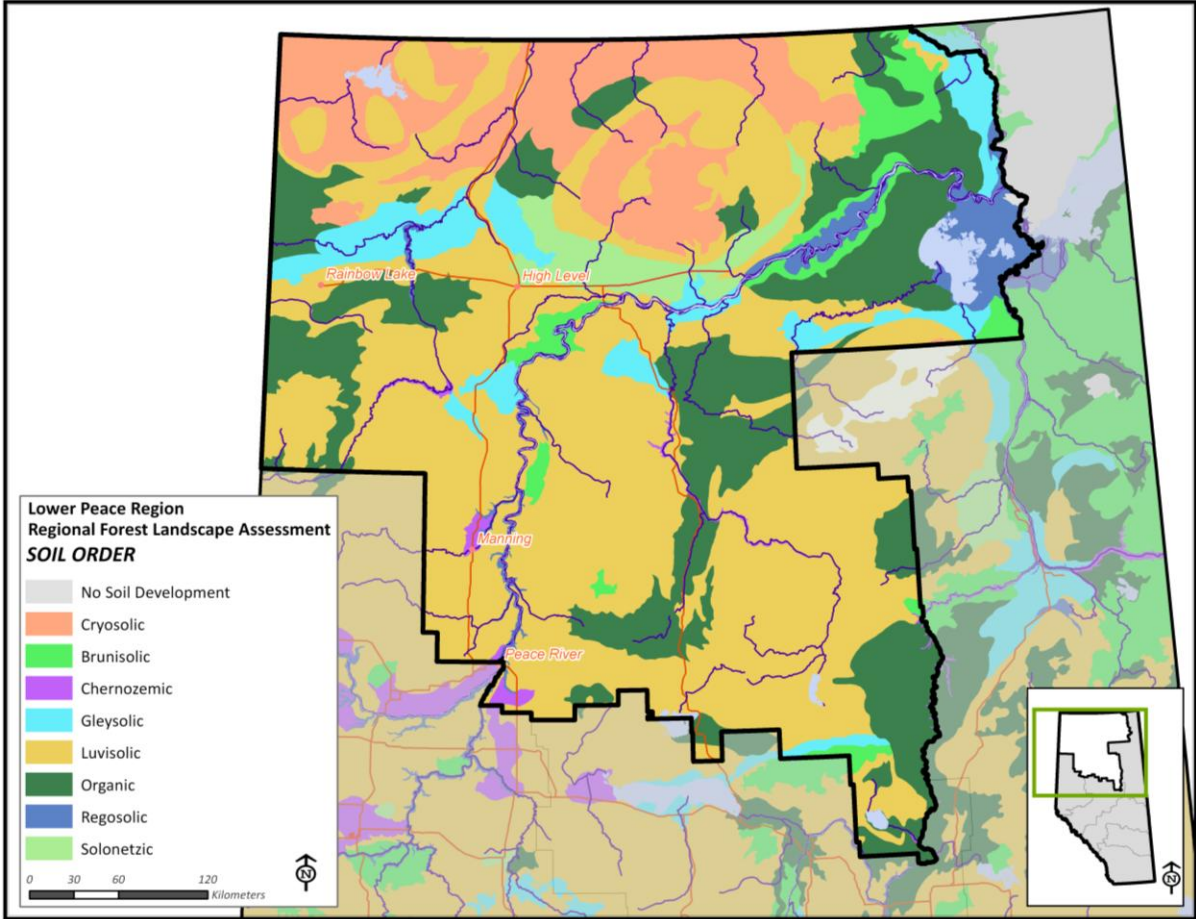 Rainbow Lake
High Level
Manning
Peace River
Lower Peace Region
Regional Forest Landscape Assessment
SOIL ORDER
No Soil Development
Cryosolic
Brunisolic
Chernozemic
Gleysolic
Luvisolic
Organic
Regosolic
Solonetzic
0 30 60 120
Kilometers
N
N